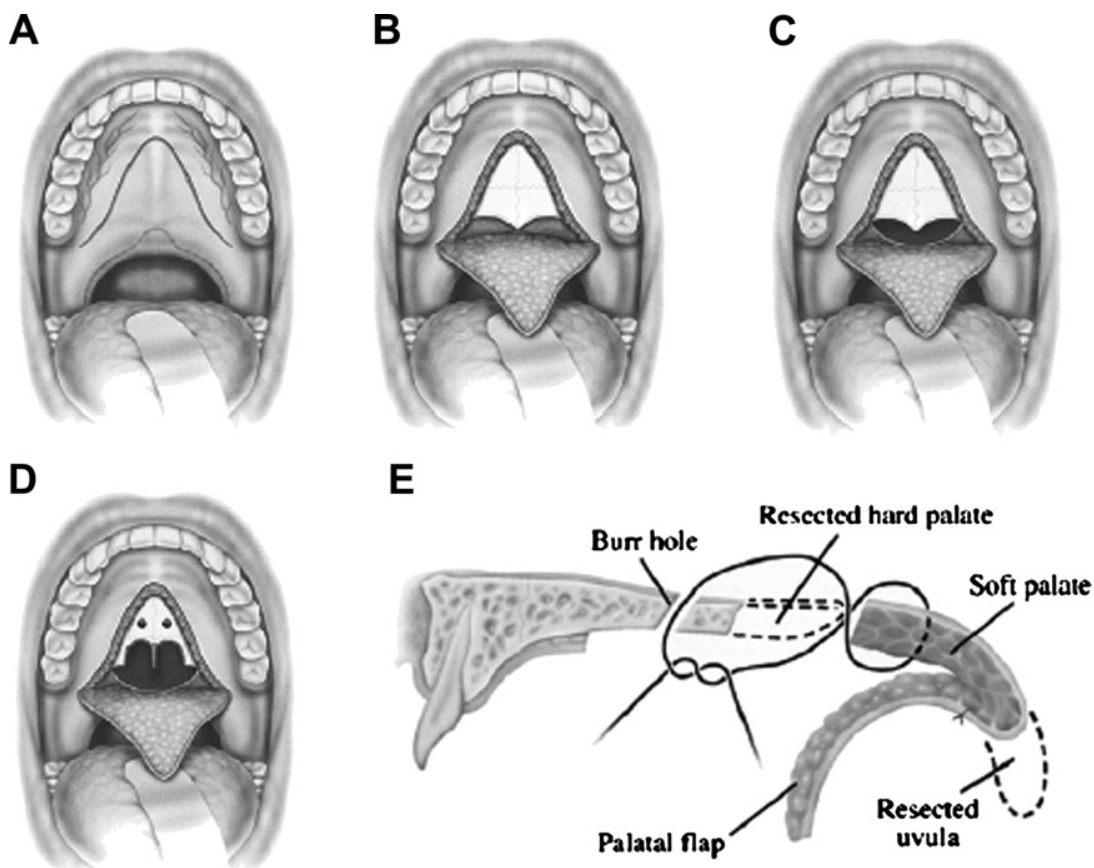 A
B
C
D
E
Resected hard palate
Burr hole
Soft palate
Resected
uvula
Palatal flap